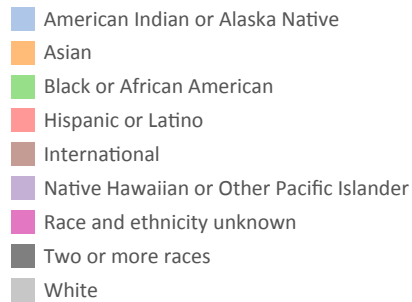 American Indian or Alaska Native
Asian
Black or African American
Hispanic or Latino
International
Native Hawaiian or Other Pacific Islander
Race and ethnicity unknown
Two or more races
White